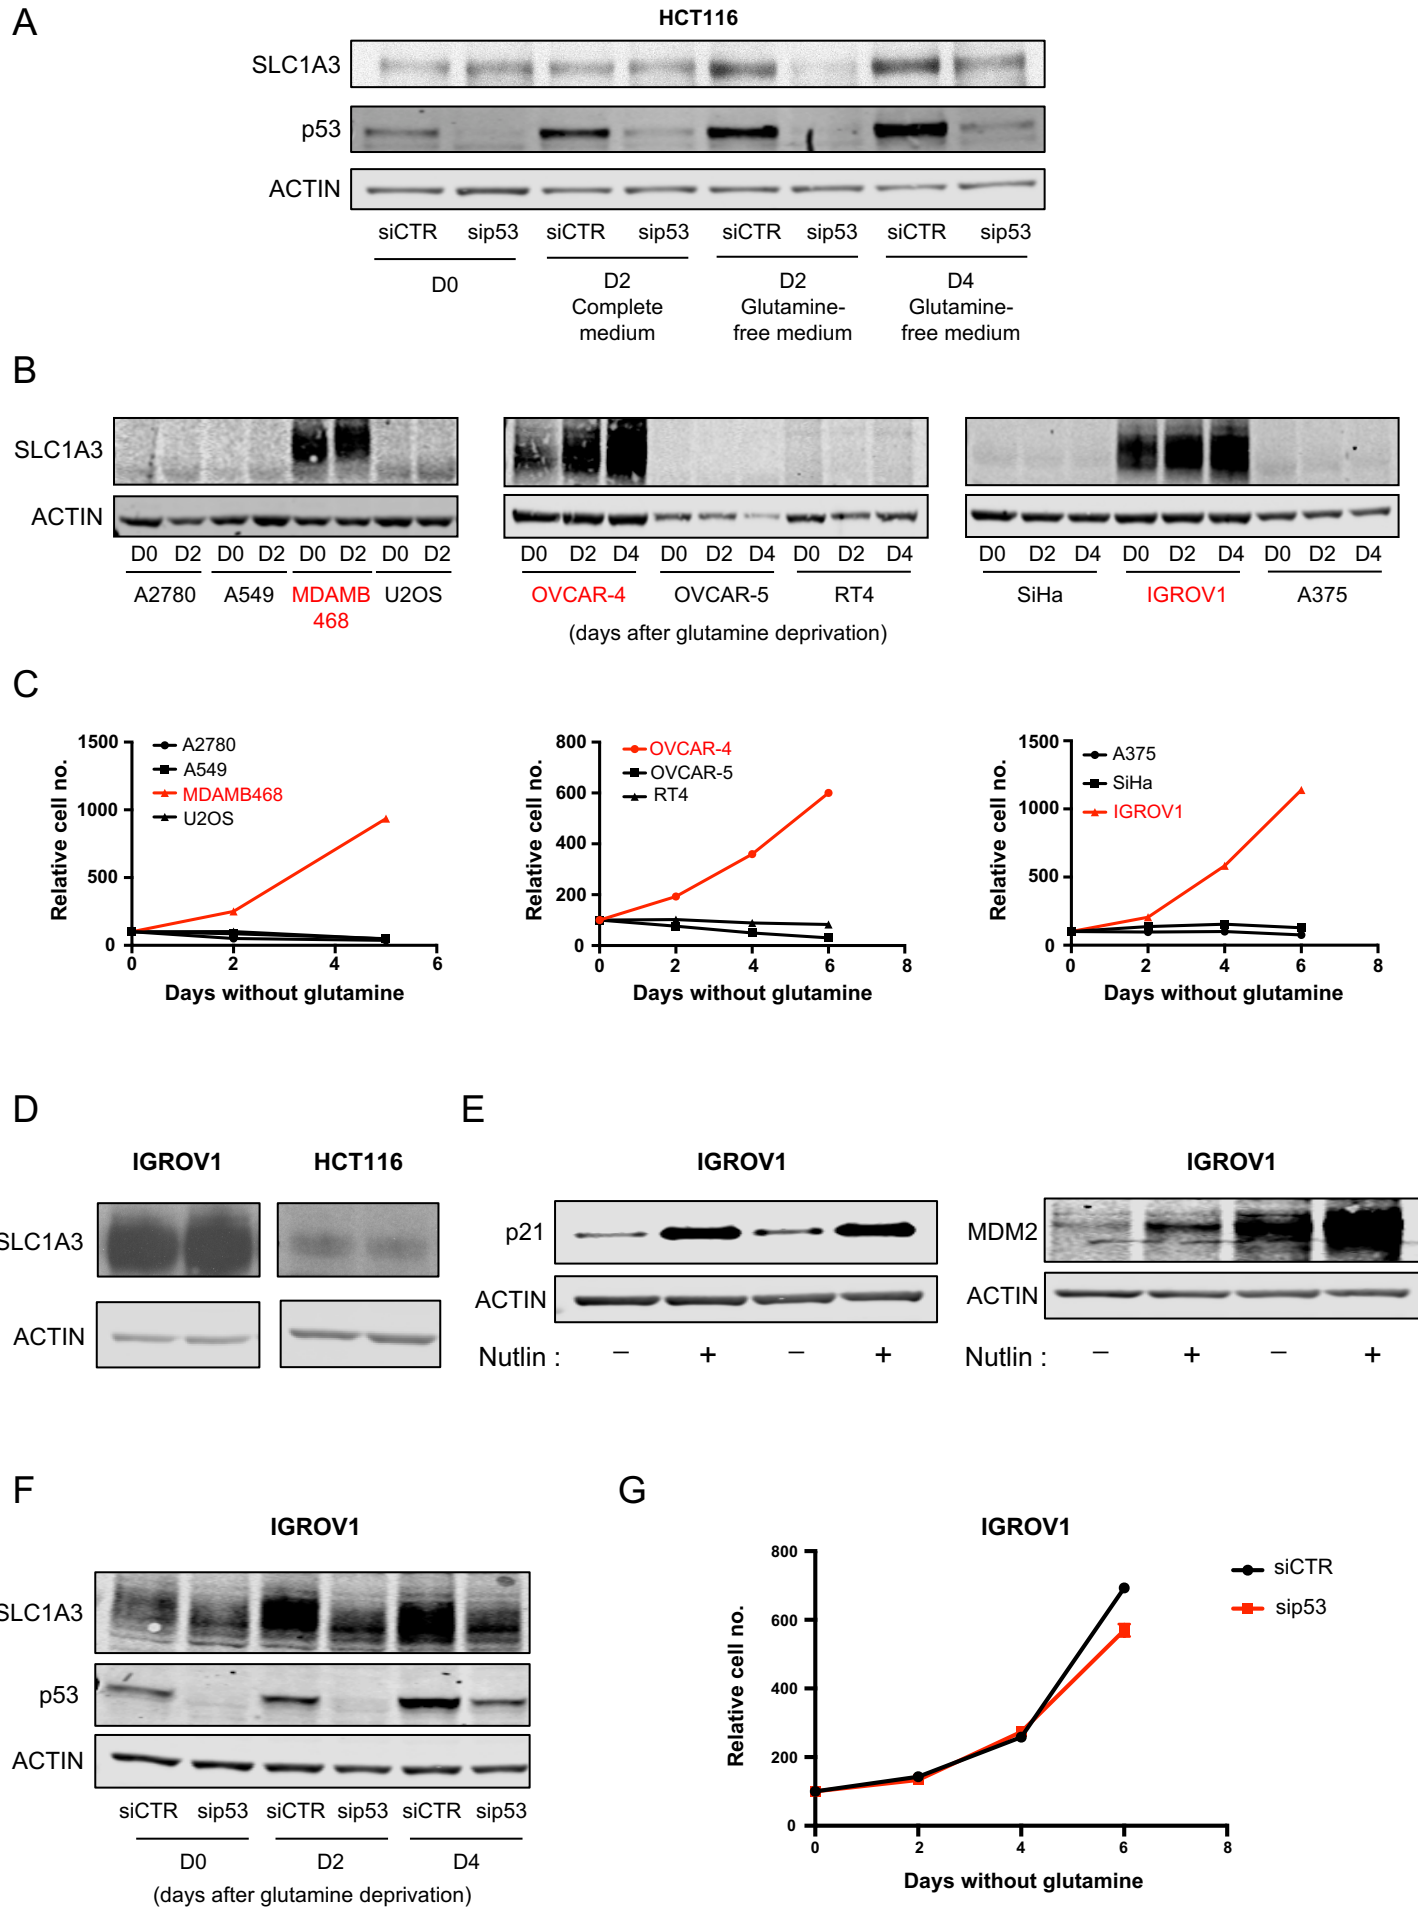 A
HCT116
SLC1A3
p53
ACTIN
siCTR sip53 siCTR sip53 siCTR sip53 siCTR sip53
D0 D2 D2 D4
Complete Glutamine- Glutamine-
medium free medium free medium
B
SLC1A3
ACTIN
D0 D2 D0 D2 D0 D2 D0 D2 D0 D2 D4 D0 D2 D4 D0 D2 D4 D0 D2 D4 D0 D2 D4 D0 D2 D4
A2780 A549 MDAMB U2OS OVCAR-4 OVCAR-5 RT4 SiHa IGROV1 A375
468
(days after glutamine deprivation)
C
Relative cell no.
1500
1000
500
0
A2780
A549
MDAMB468
U2OS
0 2 4 6
Days without glutamine
Relative cell no.
800
600
400
200
0
OVCAR-4
OVCAR-5
RT4
0 2 4 6 8
Days without glutamine
Relative cell no.
1500
1000
500
0
A375
SiHa
IGROV1
0 2 4 6 8
Days without glutamine
D
IGROV1 HCT116
SLC1A3
ACTIN
E
IGROV1
p21
ACTIN
Nutlin : – + – +
IGROV1
MDM2
ACTIN
Nutlin : – + – +
F
IGROV1
SLC1A3
p53
ACTIN
siCTR sip53 siCTR sip53 siCTR sip53
D0 D2 D4
(days after glutamine deprivation)
G
IGROV1
Relative cell no.
800
600
400
200
0
siCTR
sip53
0 2 4 6 8
Days without glutamine